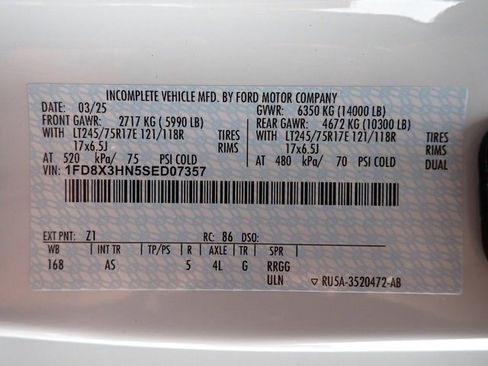 INCOMPLETE VEHICLE MFD. BY FORD MOTOR COMPANY
DATE: 03/25 GVWR: 6350 KG (14000 LB)
FRONT GAWR: 2717 KG (5990 LB) REAR GAWR: 4672 KG (10300 LB)
WITH LT245/75R17E 121/118R TIRES WITH LT245/75R17E 121/118R TIRES
17x6.5J RIMS 17x6.5J RIMS
AT 520 kPa/ 75 PSI COLD AT 480 kPa/ 70 PSI COLD DUAL
VIN: 1FD8X3HN5SED07357
EXT PNT: Z1 RC: 86 DSO:
WB INT TR TP/PS R AXLE TR SPR
168 AS 5 4L G RRGG
ULN ▽ RU5A-3520472-AB